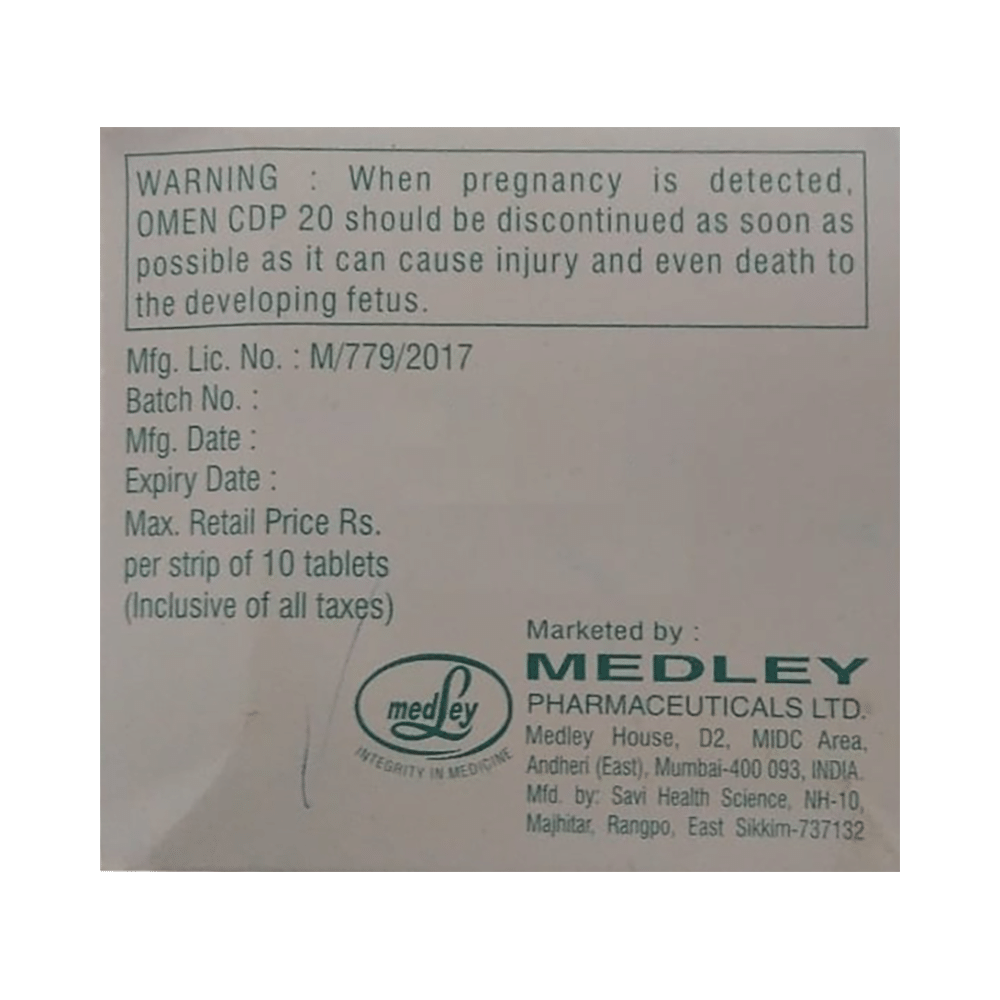 WARNING : When pregnancy is detected,
OMEN CDP 20 should be discontinued as soon as
possible as it can cause injury and even death to
the developing fetus.
Mfg. Lic. No. : M/779/2017
Batch No. :
Mfg. Date :
Expiry Date :
Max. Retail Price Rs.
per strip of 10 tablets
(Inclusive of all taxes)
medley
INTEGRITY IN MEDICINE
Marketed by :
MEDLEY
PHARMACEUTICALS LTD.
Medley House, D2, MIDC Area,
Andheri (East), Mumbai-400 093, INDIA.
Mfd. by: Savi Health Science, NH-10,
Majhitar, Rangpo, East Sikkim-737132